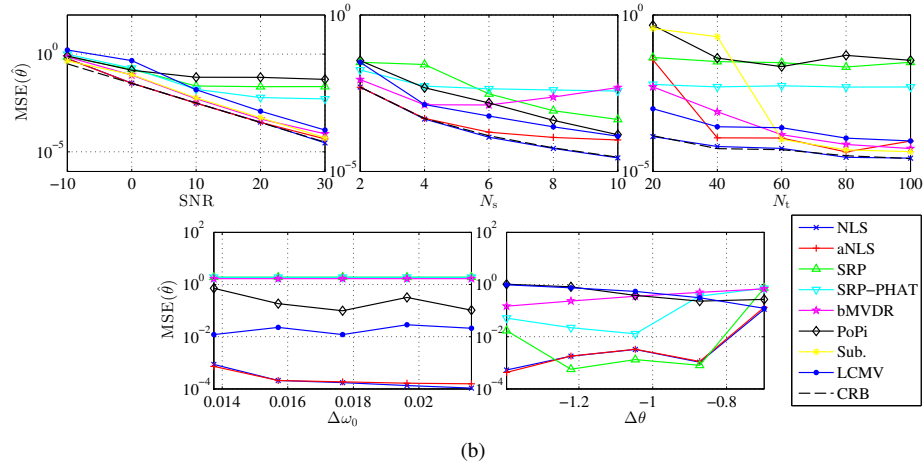 10^0
10^-5
MSE(θ̂)
-10 0 10 20 30
SNR
10^0
10^-5
2 4 6 8 10
N_s
10^0
10^-5
20 40 60 80 100
N_t
10^2
10^0
10^-2
10^-4
MSE(θ̂)
0.014 0.016 0.018 0.02
Δω_0
10^2
10^0
10^-2
10^-4
-1.2 -1 -0.8
Δθ
NLS
aNLS
SRP
SRP-PHAT
bMVDR
PoPi
Sub.
LCMV
CRB
(b)